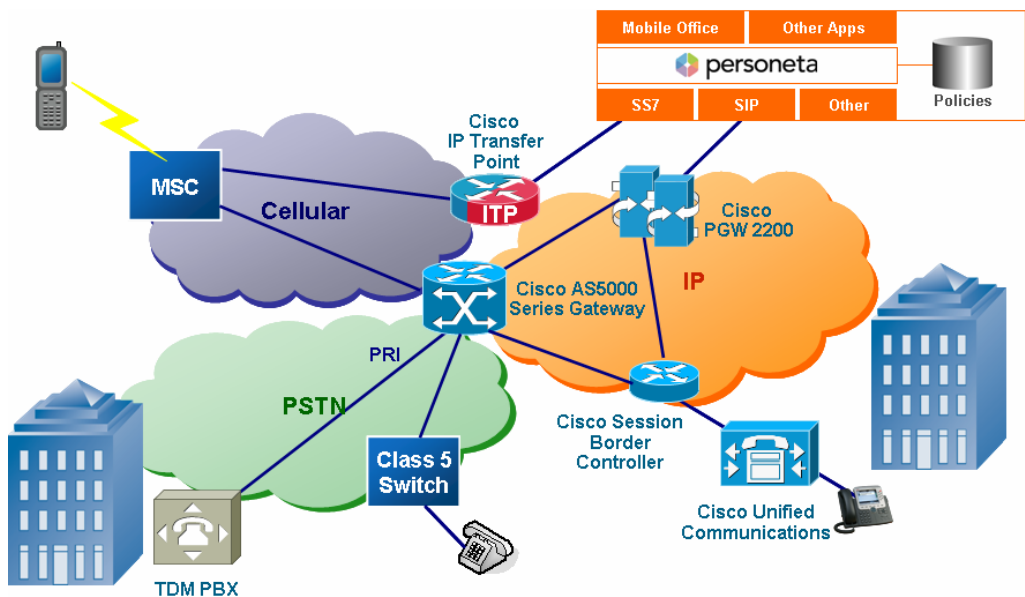 Mobile Office
Other Apps
personeta
SS7
SIP
Other
Policies
Cisco
IP Transfer
Point
ITP
MSC
Cellular
Cisco
PGW 2200
IP
Cisco AS5000
Series Gateway
PRI
PSTN
Class 5
Switch
Cisco Session
Border
Controller
Cisco Unified
Communications
TDM PBX